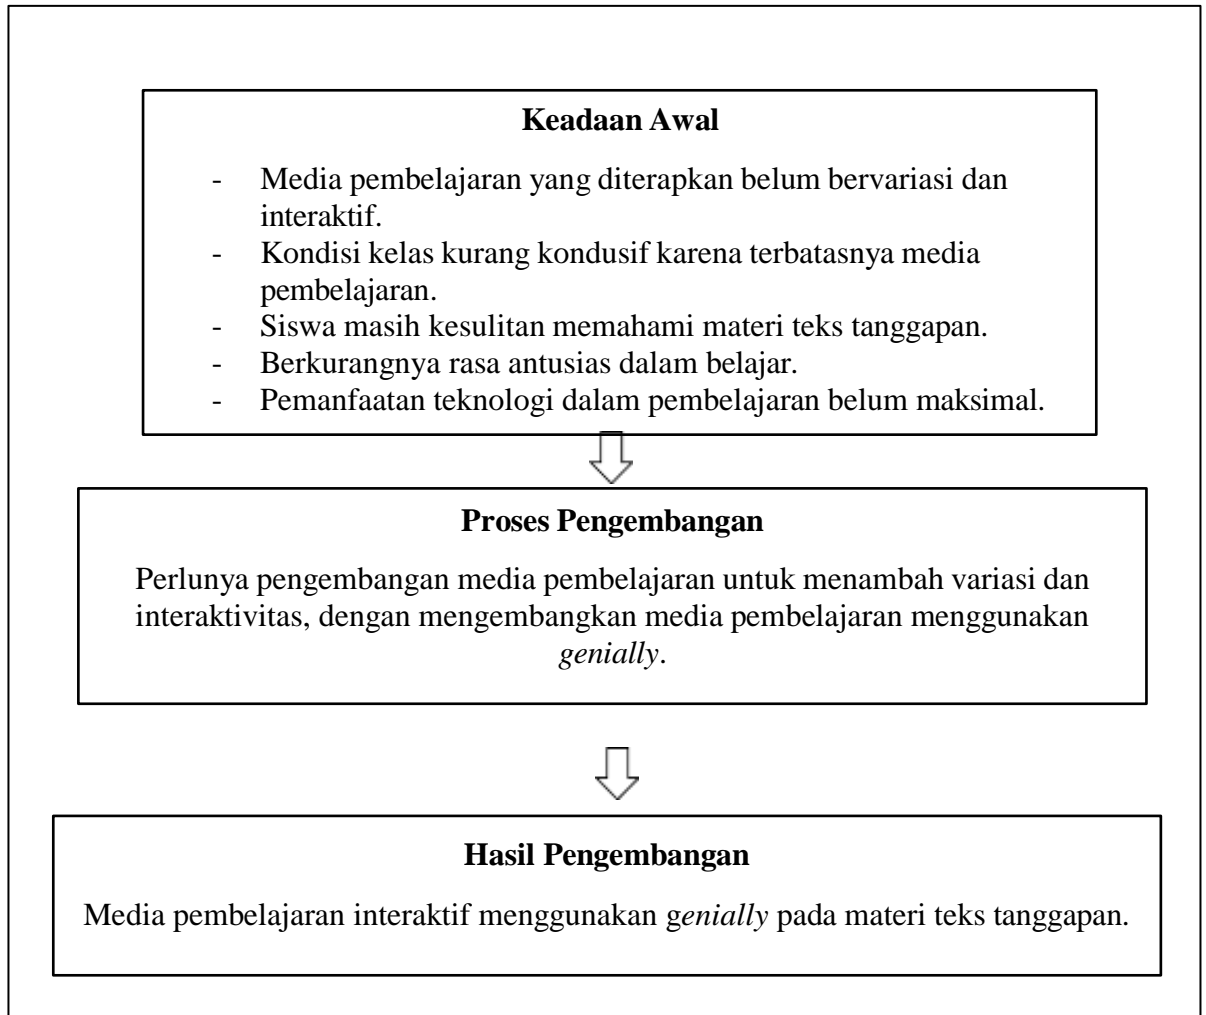 Keadaan Awal
- Media pembelajaran yang diterapkan belum bervariasi dan
interaktif.
- Kondisi kelas kurang kondusif karena terbatasnya media
pembelajaran.
- Siswa masih kesulitan memahami materi teks tanggapan.
- Berkurangnya rasa antusias dalam belajar.
- Pemanfaatan teknologi dalam pembelajaran belum maksimal.
Proses Pengembangan
Perlunya pengembangan media pembelajaran untuk menambah variasi dan
interaktivitas, dengan mengembangkan media pembelajaran menggunakan
genially.
Hasil Pengembangan
Media pembelajaran interaktif menggunakan genially pada materi teks tanggapan.